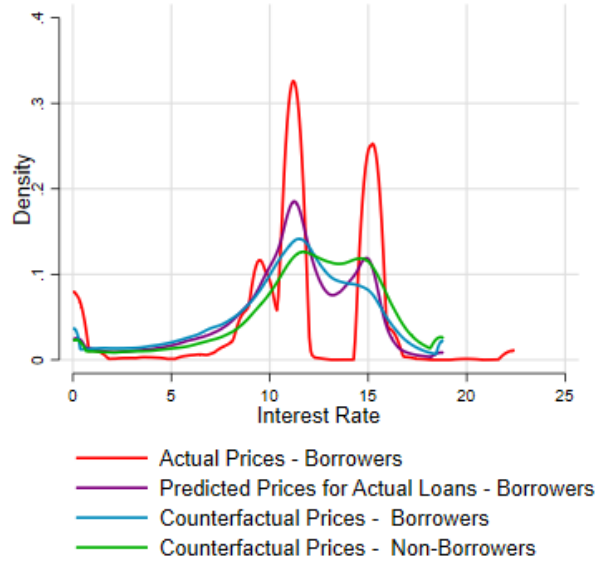 .4
.3
.2
.1
0
Density
0 5 10 15 20 25
Interest Rate
Actual Prices - Borrowers
Predicted Prices for Actual Loans - Borrowers
Counterfactual Prices - Borrowers
Counterfactual Prices - Non-Borrowers